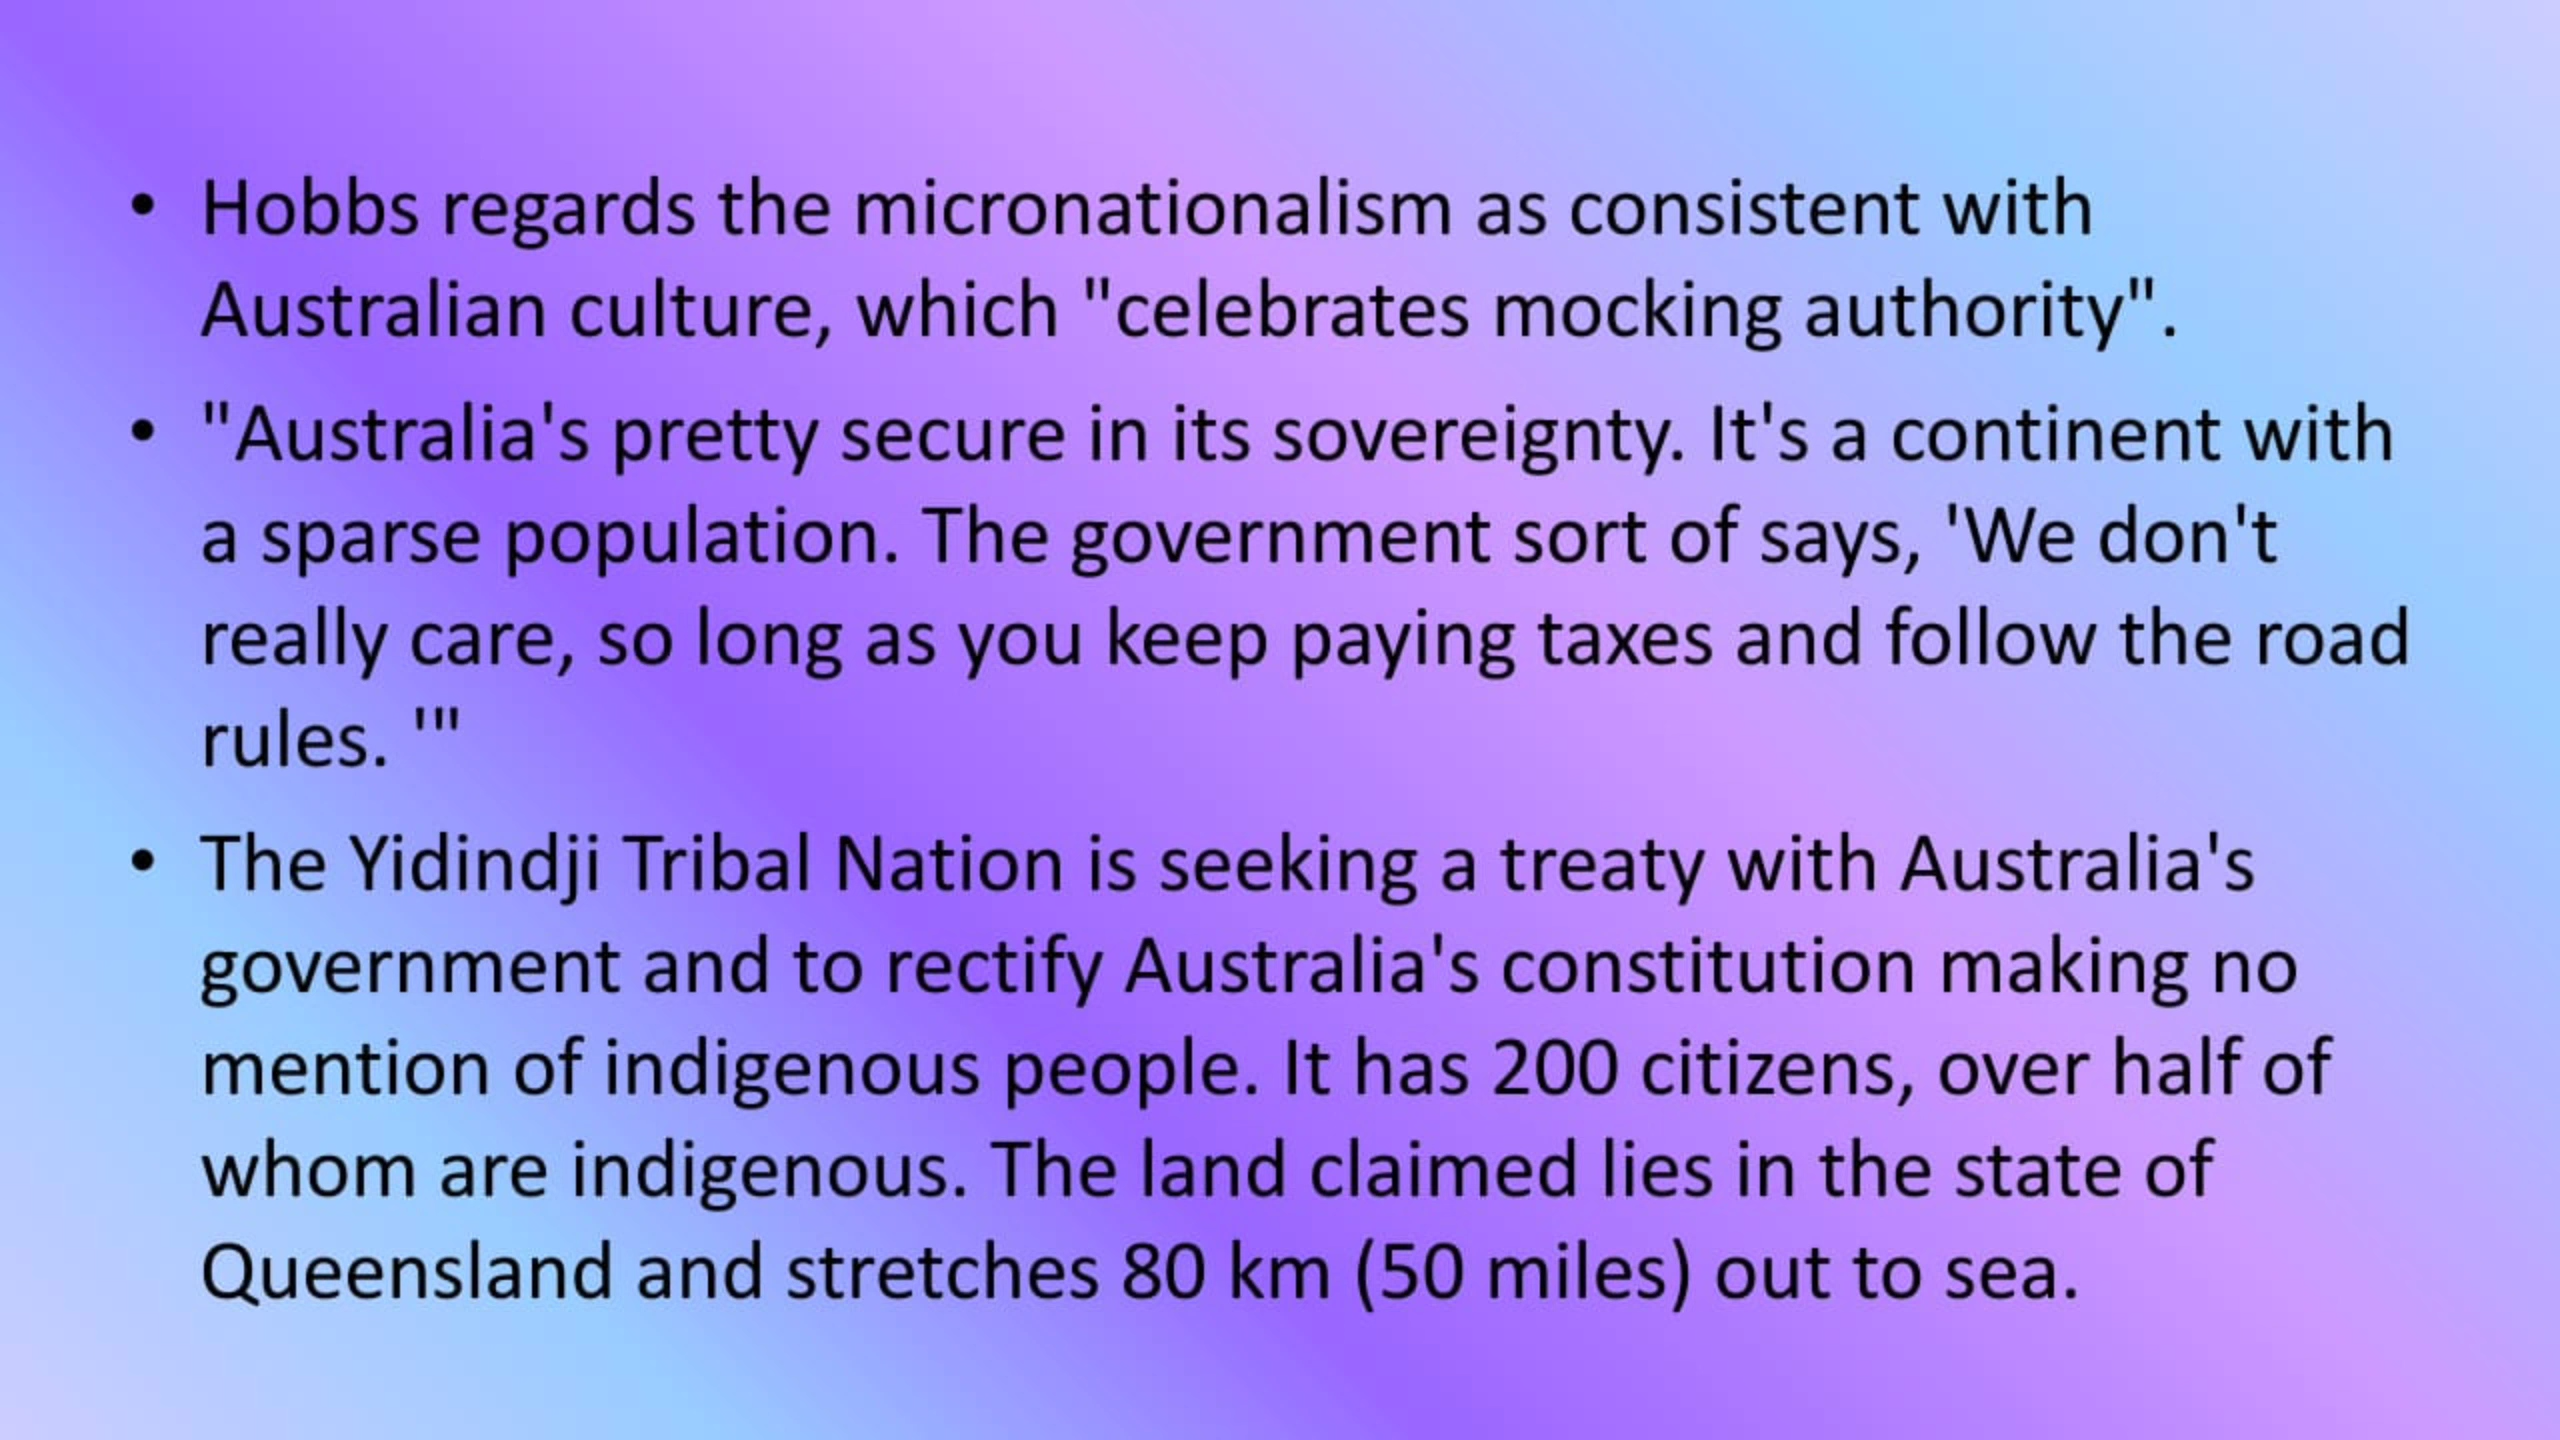 • Hobbs regards the micronationalism as consistent with
Australian culture, which "celebrates mocking authority".
• "Australia's pretty secure in its sovereignty. It's a continent with
a sparse population. The government sort of says, 'We don't
really care, so long as you keep paying taxes and follow the road
rules. '"
• The Yidindji Tribal Nation is seeking a treaty with Australia's
government and to rectify Australia's constitution making no
mention of indigenous people. It has 200 citizens, over half of
whom are indigenous. The land claimed lies in the state of
Queensland and stretches 80 km (50 miles) out to sea.